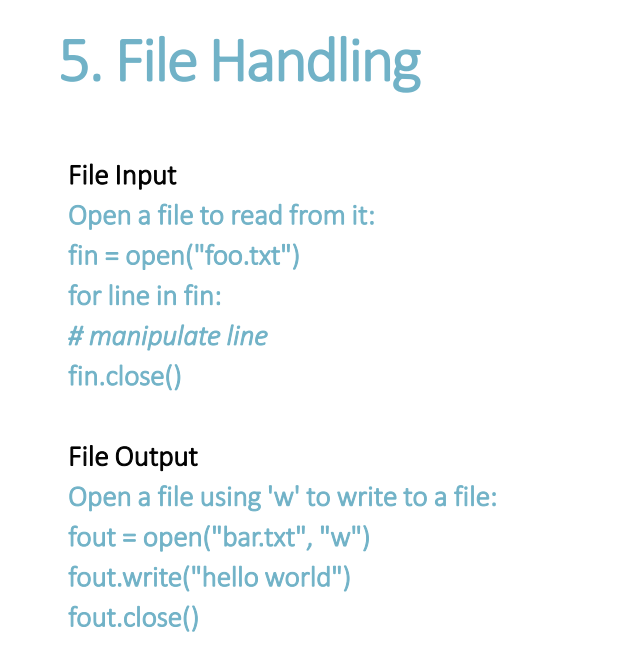 5. File Handling
File Input
Open a file to read from it:
fin = open("foo.txt")
for line in fin:
# manipulate line
fin.close()
File Output
Open a file using 'w' to write to a file:
fout = open("bar.txt", "w")
fout.write("hello world")
fout.close()